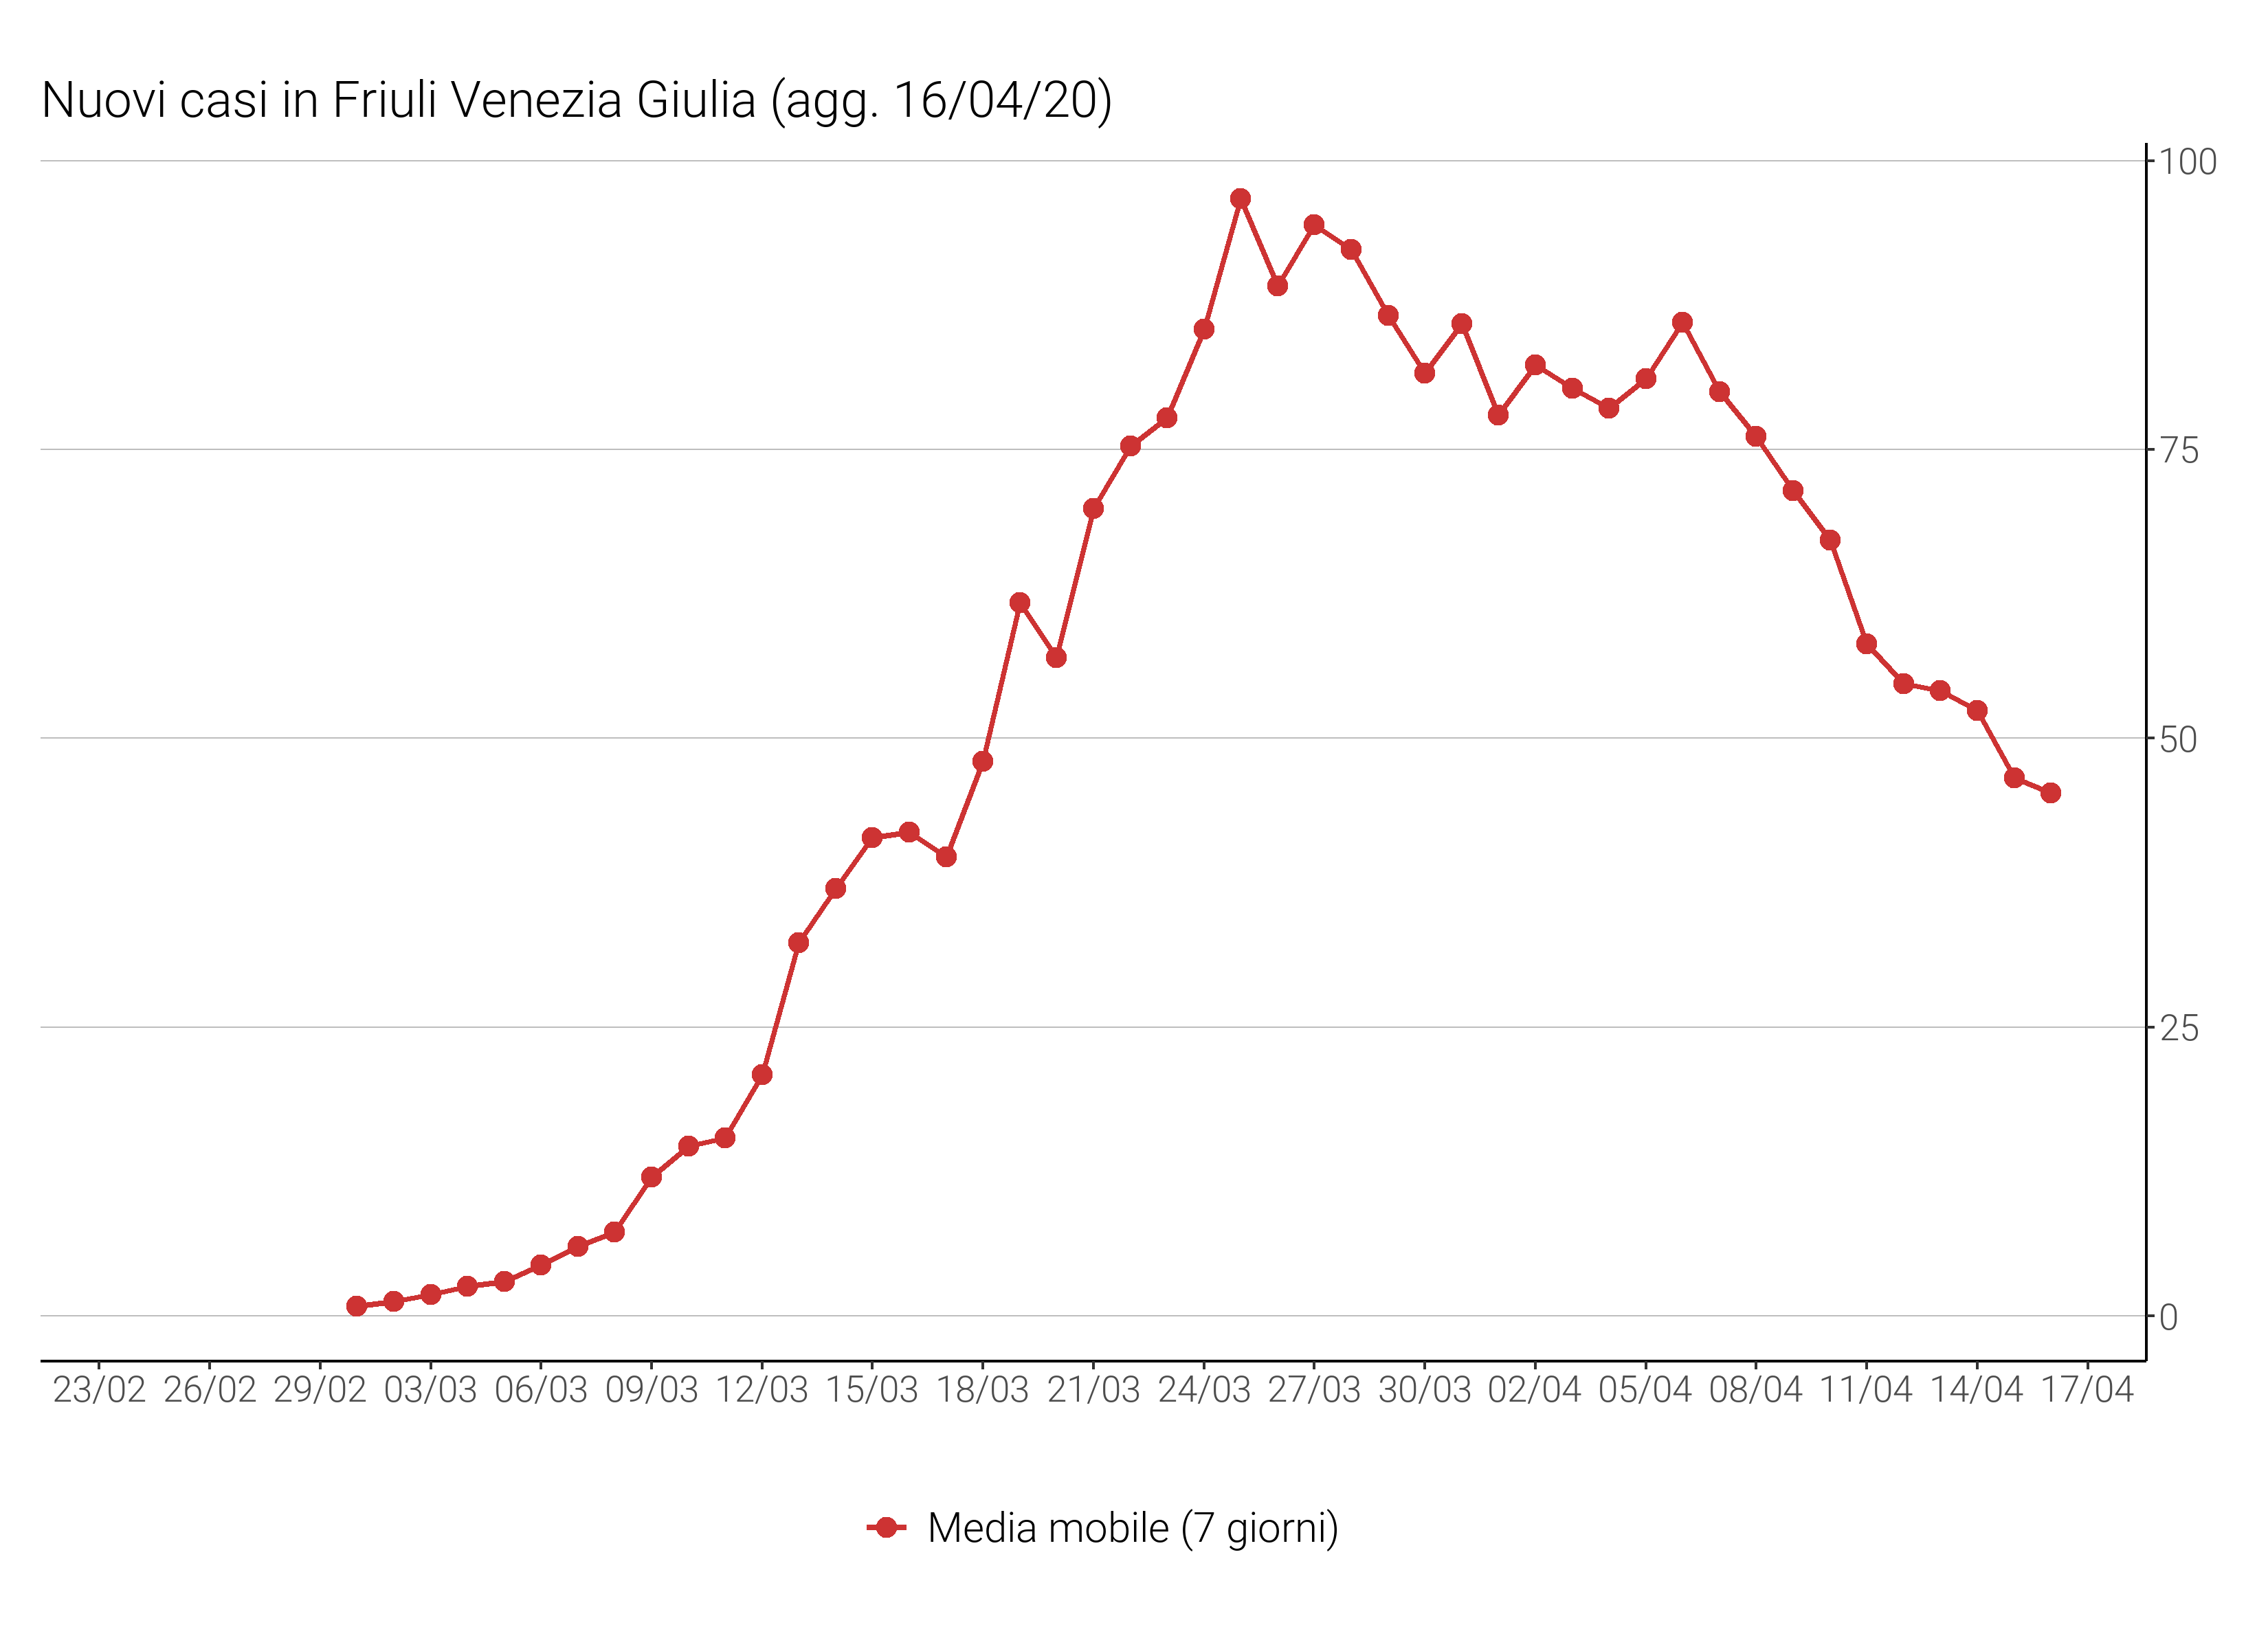 Nuovi casi in Friuli Venezia Giulia (agg. 16/04/20)
100
75
50
25
0
23/02 26/02 29/02 03/03 06/03 09/03 12/03 15/03 18/03 21/03 24/03 27/03 30/03 02/04 05/04 08/04 11/04 14/04 17/04
Media mobile (7 giorni)